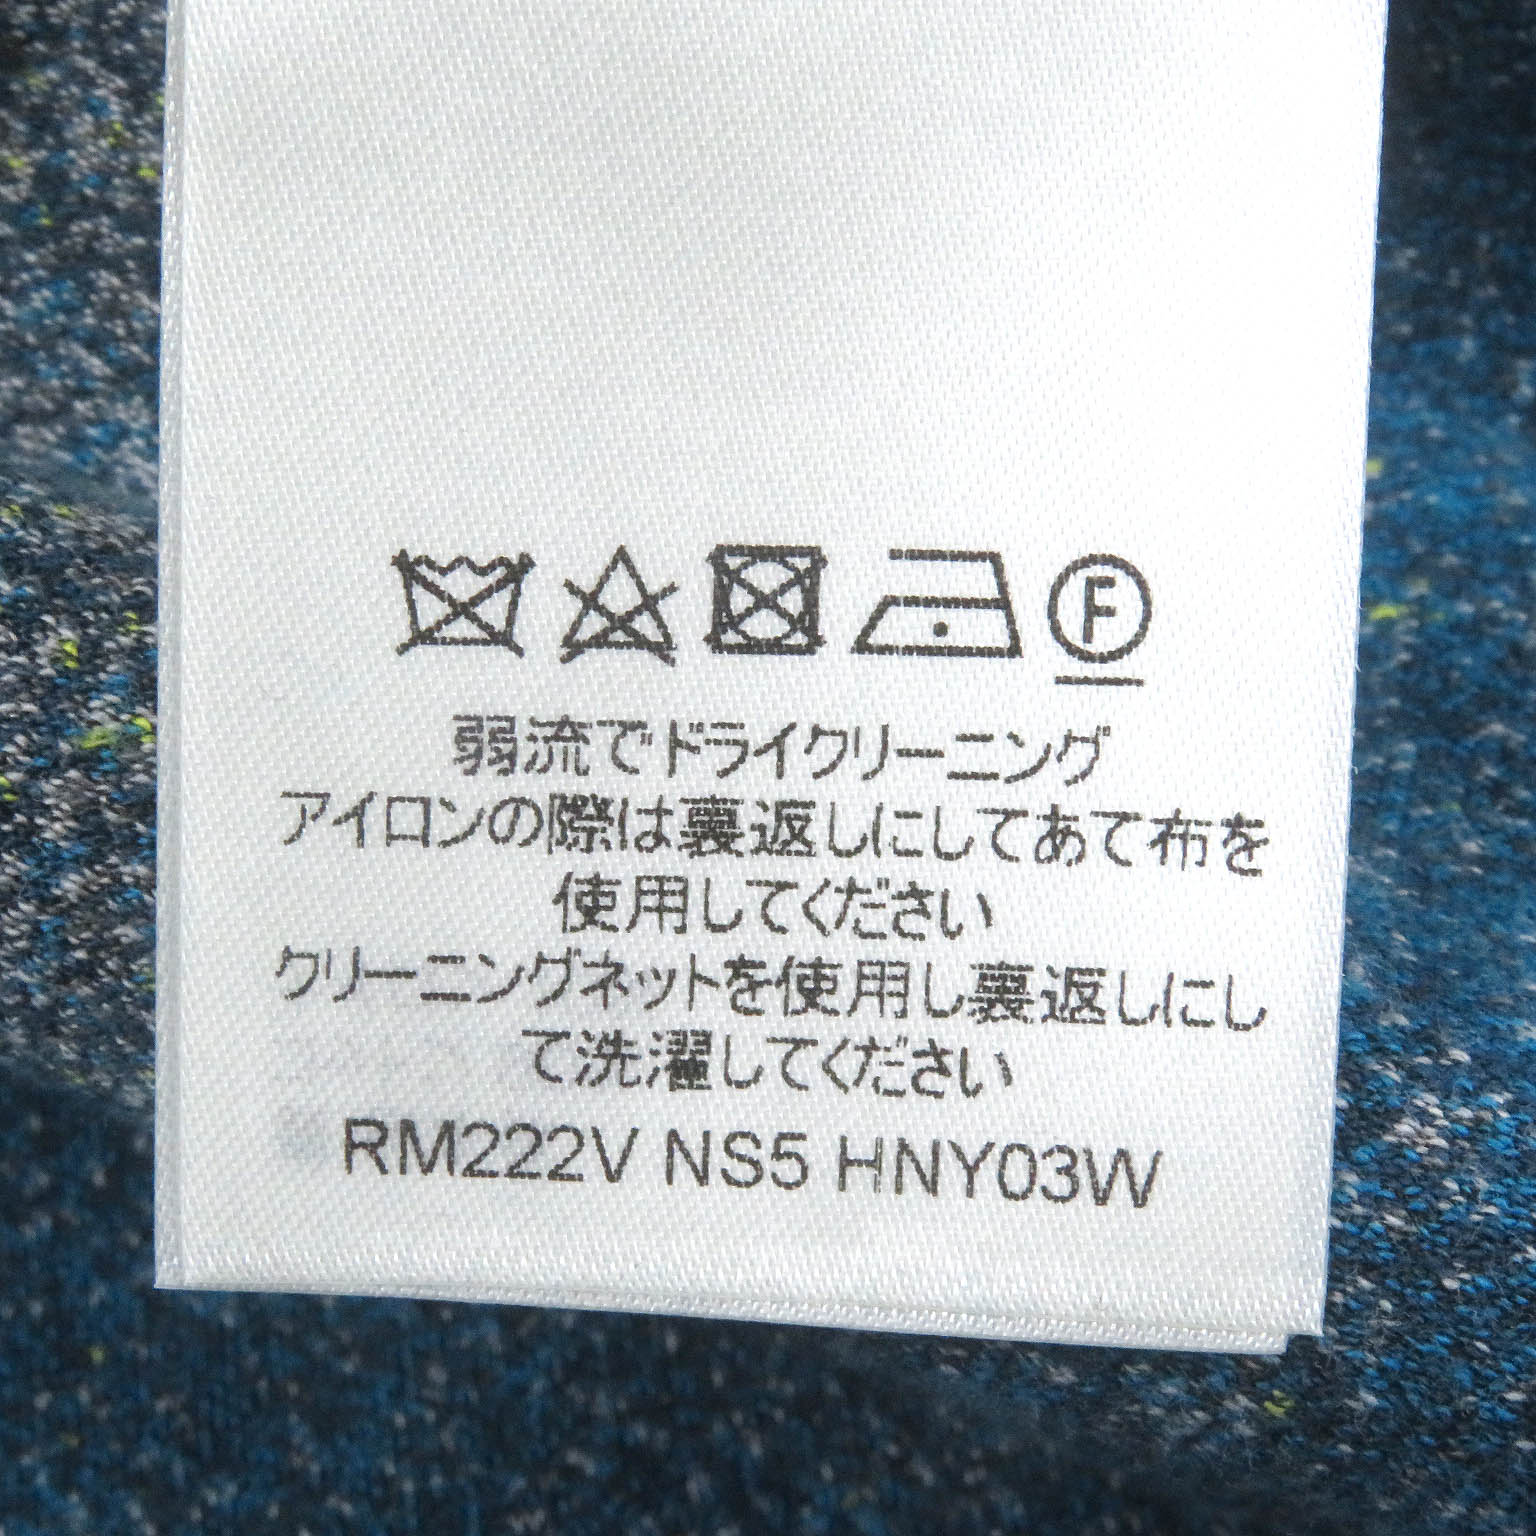 F
弱流でドライクリーニング
アイロンの際は裏返しにしてあて布を
使用してください
クリーニングネットを使用し裏返しにし
て洗濯してください
RM222V NS5 HNY03W